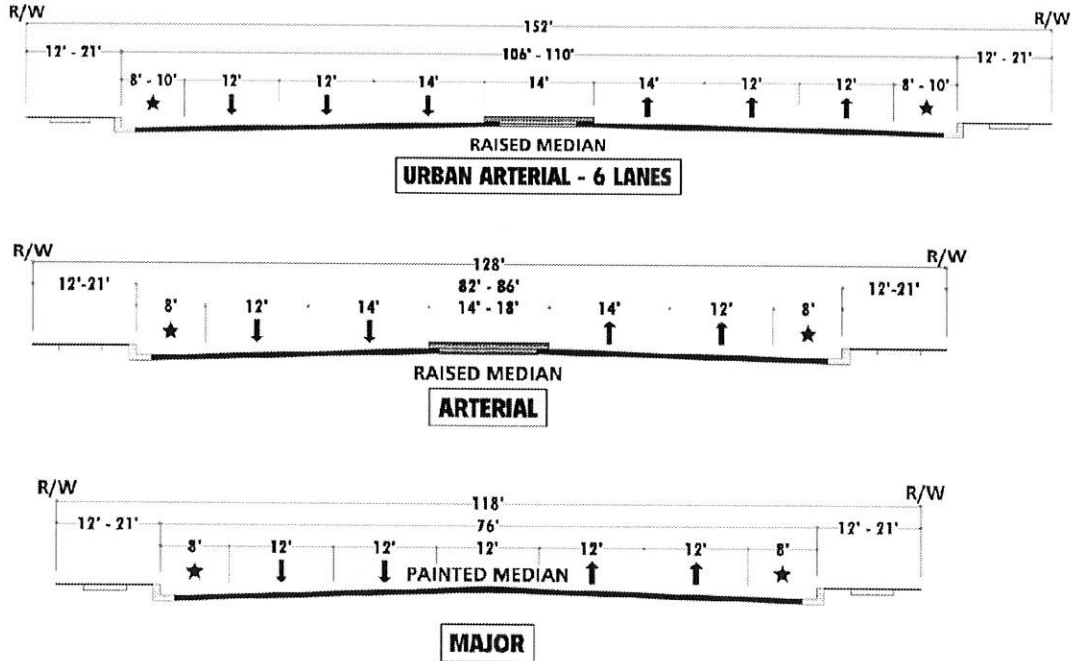 R/W R/W
152'
12' - 21' 106' - 110' 12' - 21'
8' - 10' 12' 12' 14' 14' 14' 12' 12' 8' - 10'
RAISED MEDIAN
URBAN ARTERIAL - 6 LANES
R/W R/W
128'
12'-21' 82' - 86' 12'-21'
8' 12' 14' 14' - 18' 14' 12' 8'
RAISED MEDIAN
ARTERIAL
R/W R/W
118'
12' - 21' 76' 12' - 21'
8' 12' 12' 12' 12' 12' 8'
PAINTED MEDIAN
MAJOR